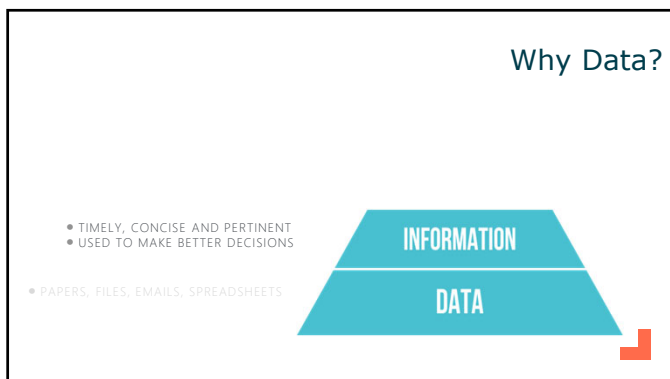 Why Data?
• TIMELY, CONCISE AND PERTINENT
• USED TO MAKE BETTER DECISIONS
INFORMATION
• PAPERS, FILES, EMAILS, SPREADSHEETS
DATA